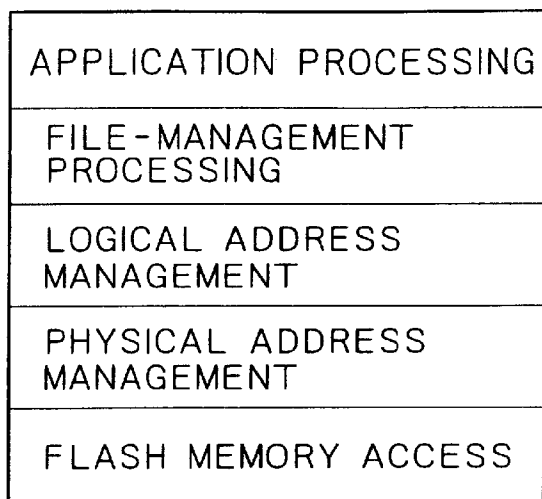 APPLICATION PROCESSING
FILE-MANAGEMENT
PROCESSING
LOGICAL ADDRESS
MANAGEMENT
PHYSICAL ADDRESS
MANAGEMENT
FLASH MEMORY ACCESS